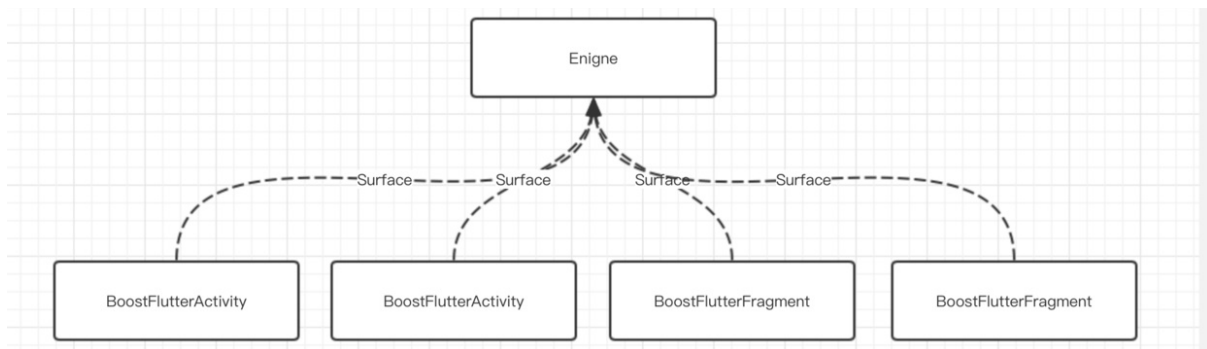 Enigne
Surface Surface Surface Surface
BoostFlutterActivity BoostFlutterActivity BoostFlutterFragment BoostFlutterFragment